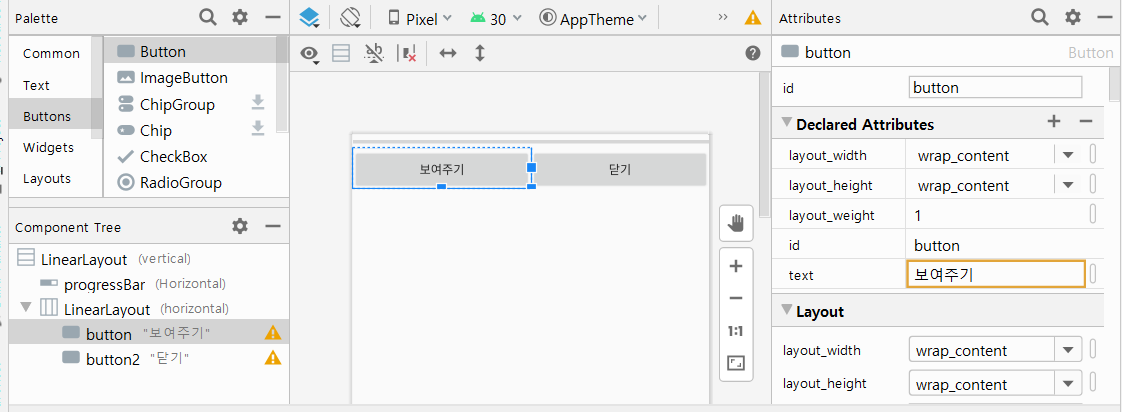 Palette
Common
Text
Buttons
Widgets
Layouts
Button
ImageButton
ChipGroup
Chip
CheckBox
RadioGroup
Component Tree
LinearLayout (vertical)
progressBar (Horizontal)
LinearLayout (horizontal)
button "보여주기"
button2 "닫기"
Pixel
30
AppTheme
보여주기 닫기
1:1
Attributes
button Button
id button
Declared Attributes
layout_width wrap_content
layout_height wrap_content
layout_weight 1
id button
text 보여주기
Layout
layout_width wrap_content
layout_height wrap_content